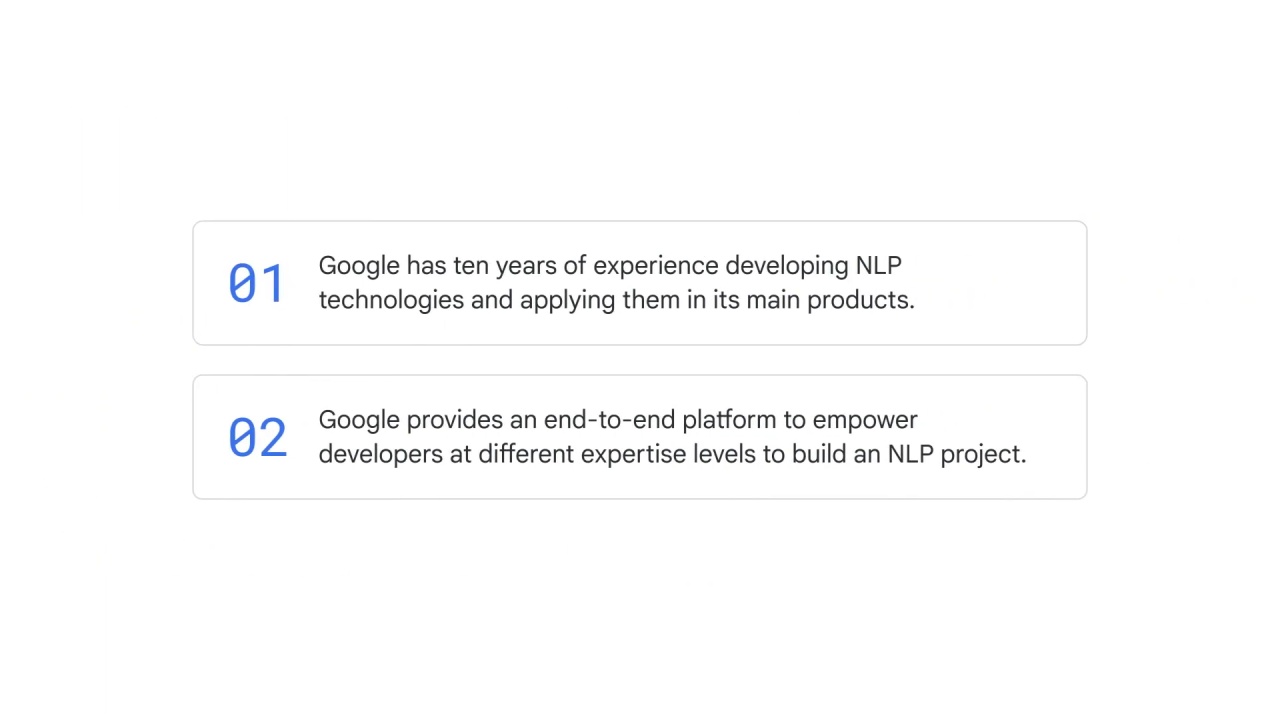 01
Google has ten years of experience developing NLP
technologies and applying them in its main products.
02
Google provides an end-to-end platform to empower
developers at different expertise levels to build an NLP project.